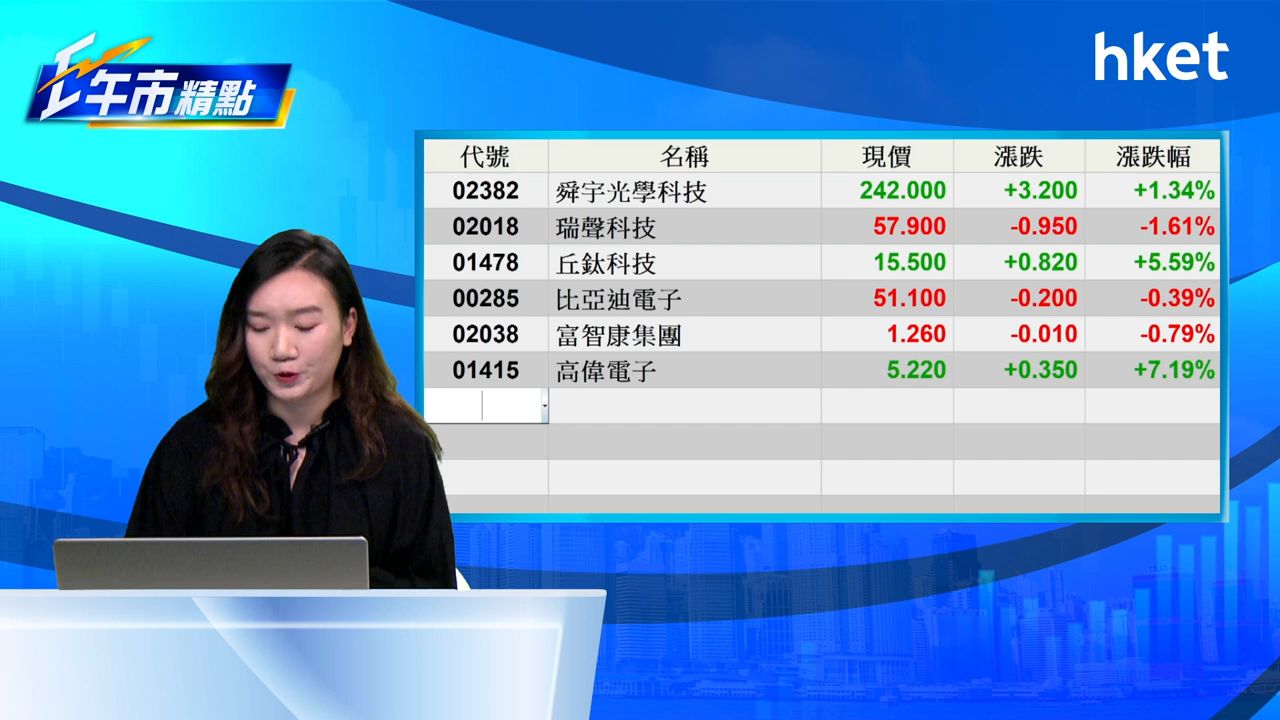 午市精點
hket
代號 名稱 現價 漲跌 漲跌幅
02382 舜宇光學科技 242.000 +3.200 +1.34%
02018 瑞聲科技 57.900 -0.950 -1.61%
01478 丘鈦科技 15.500 +0.820 +5.59%
00285 比亞迪電子 51.100 -0.200 -0.39%
02038 富智康集團 1.260 -0.010 -0.79%
01415 高偉電子 5.220 +0.350 +7.19%